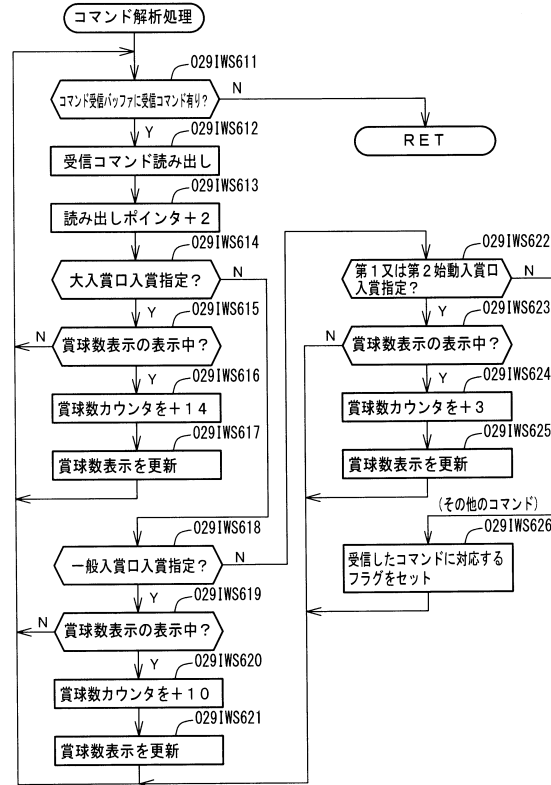 コマンド解析処理
029IWS611
コマンド受信バッファに受信コマンド有り？
N
Y
RET
029IWS612
受信コマンド読み出し
029IWS613
読み出しポインタ＋2
029IWS614
大入賞口入賞指定？
N
Y
029IWS615
賞球数表示の表示中？
N
Y
029IWS616
賞球数カウンタを＋14
029IWS617
賞球数表示を更新
029IWS618
一般入賞口入賞指定？
N
Y
029IWS619
賞球数表示の表示中？
N
Y
029IWS620
賞球数カウンタを＋10
029IWS621
賞球数表示を更新
029IWS622
第1又は第2始動入賞口
入賞指定？
N
Y
029IWS623
賞球数表示の表示中？
N
Y
029IWS624
賞球数カウンタを＋3
029IWS625
賞球数表示を更新
(その他のコマンド)
029IWS626
受信したコマンドに対応する
フラグをセット